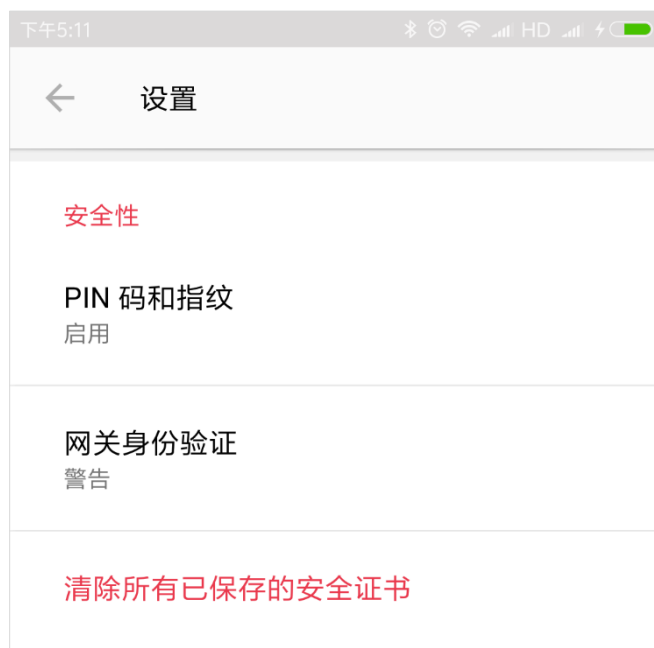 下午5:11 HD
设置
安全性
PIN 码和指纹
启用
网关身份验证
警告
清除所有已保存的安全证书